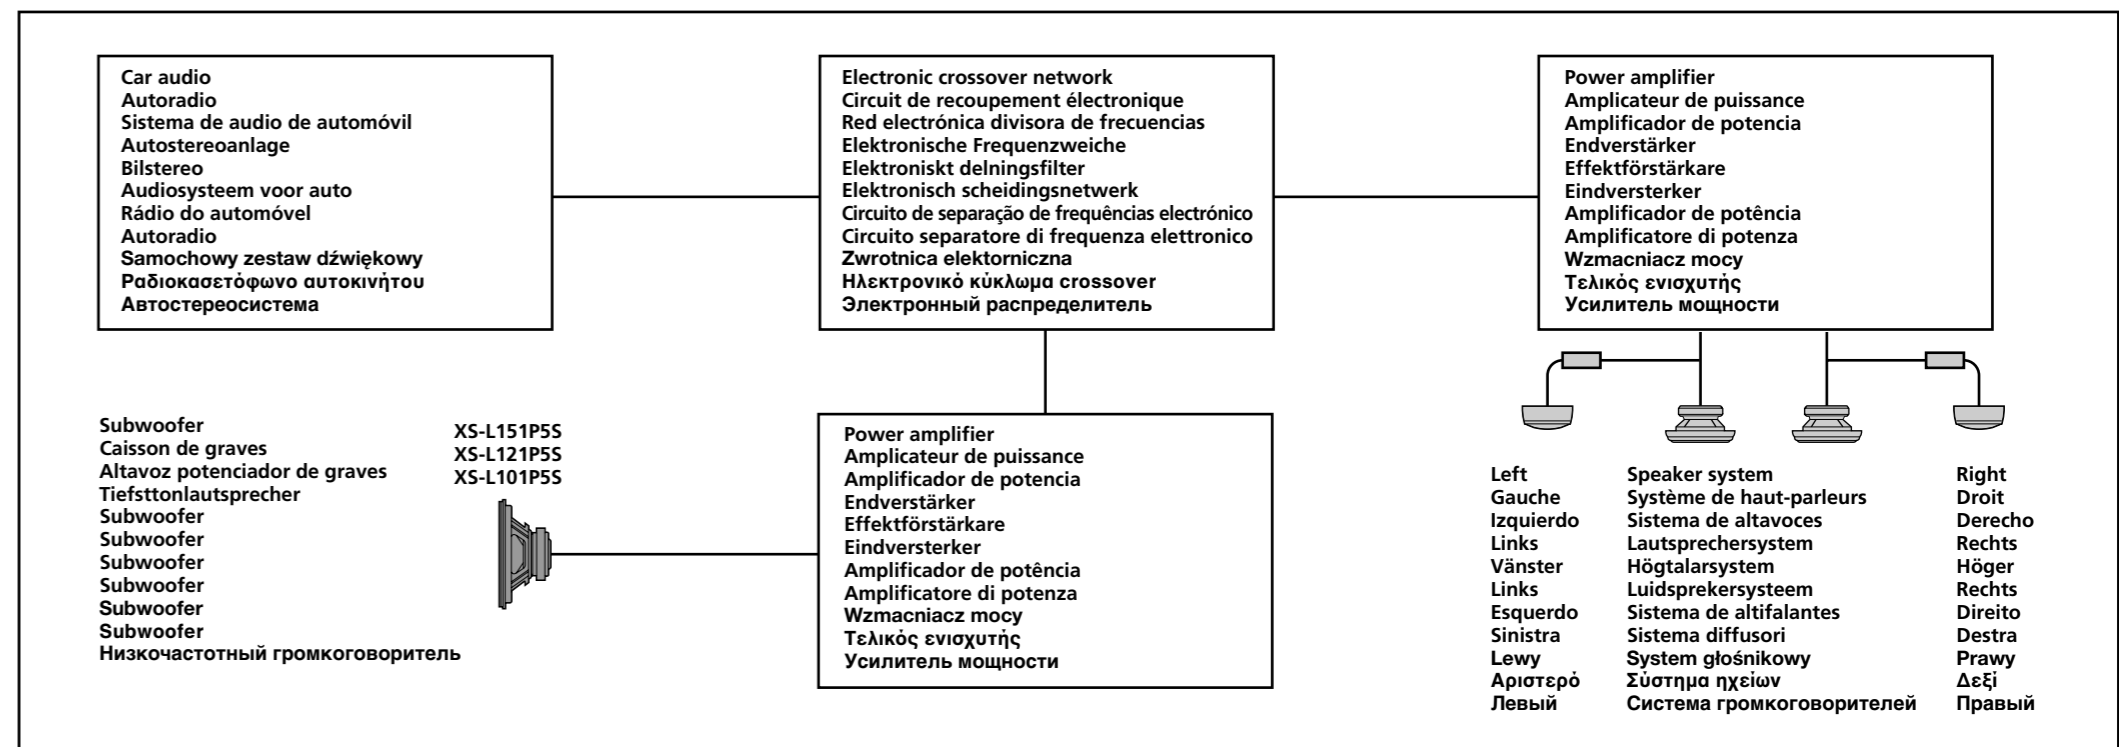 Car audio
Autoradio
Sistema de audio de automóvil
Autostereoanlage
Bilstereo
Audiosysteem voor auto
Rádio do automóvel
Autoradio
Samochowy zestaw dźwiękowy
Ραδιοκασετόφωνο αυτοκινήτου
Автостереосистема
Electronic crossover network
Circuit de recoupement électronique
Red electrónica divisora de frecuencias
Elektronische Frequenzweiche
Elektroniskt delningsfilter
Elektronisch scheidingsnetwerk
Circuito de separação de frequências electrónico
Circuito separatore di frequenza elettronico
Zwrotnica elektorniczna
Ηλεκτρονικό κύκλωμα crossover
Электронный распределитель
Power amplifier
Amplicateur de puissance
Amplificador de potencia
Endverstärker
Effektförstärkare
Eindversterker
Amplificador de potência
Amplificatore di potenza
Wzmacniacz mocy
Τελικός ενισχυτής
Усилитель мощности
Subwoofer
Caisson de graves
Altavoz potenciador de graves
Tiefsttonlautsprecher
Subwoofer
Subwoofer
Subwoofer
Subwoofer
Subwoofer
Subwoofer
Низкочастотный громкоговоритель
XS-L151P5S
XS-L121P5S
XS-L101P5S
Power amplifier
Amplicateur de puissance
Amplificador de potencia
Endverstärker
Effektförstärkare
Eindversterker
Amplificador de potência
Amplificatore di potenza
Wzmacniacz mocy
Τελικός ενισχυτής
Усилитель мощности
Left
Gauche
Izquierdo
Links
Vänster
Links
Esquerdo
Sinistra
Lewy
Αριστερό
Левый
Speaker system
Système de haut-parleurs
Sistema de altavoces
Lautsprechersystem
Högtalarsystem
Luidsprekersysteem
Sistema de altifalantes
Sistema diffusori
System głośnikowy
Σύστημα ηχείων
Система громкоговорителей
Right
Droit
Derecho
Rechts
Höger
Rechts
Direito
Destra
Prawy
Δεξί
Правый